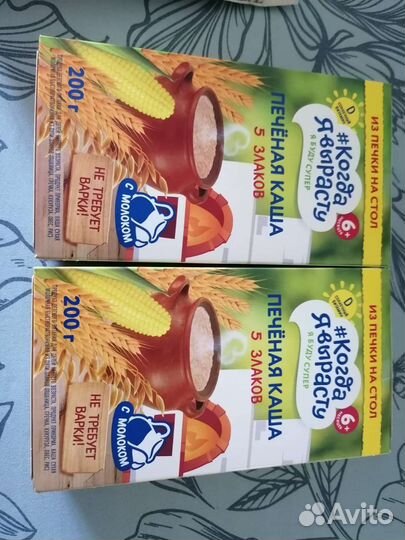 ИЗ ПЕЧКИ НА СТОЛ
D
#Когда
Я вырасту
Я БУДУ СУПЕР
6+
ПЕЧЁНАЯ КАША
5 ЗЛАКОВ
С МОЛОКОМ
НЕ ТРЕБУЕТ
ВАРКИ!
200 г
ИЗ ПЕЧКИ НА СТОЛ
D
#Когда
Я вырасту
Я БУДУ СУПЕР
6+
ПЕЧЁНАЯ КАША
5 ЗЛАКОВ
С МОЛОКОМ
НЕ ТРЕБУЕТ
ВАРКИ!
200 г
Avito